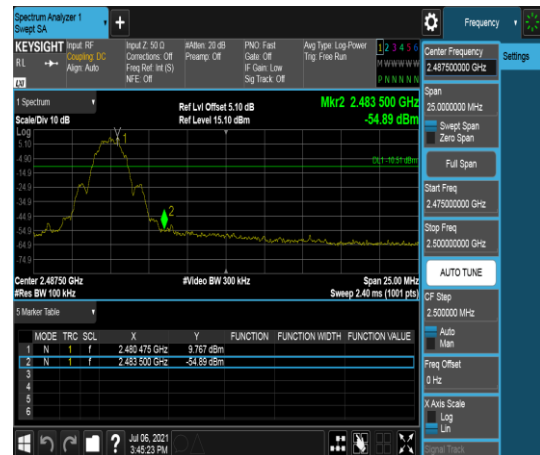 Spectrum Analyzer 1
Swept SA
+
Frequency
KEYSIGHT
RL
LXI
Input: RF
Coupling: DC
Align: Auto
Input Z: 50 Ω
Corrections: Off
Freq Ref: Int (S)
NFE: Off
#Atten: 20 dB
Preamp: Off
PNO: Fast
Gate: Off
IF Gain: Low
Sig Track: Off
Avg Type: Log-Power
Trig: Free Run
1 2 3 4 5 6
M W W W W W
P N N N N N
1 Spectrum
Scale/Div 10 dB
Ref Lvl Offset 5.10 dB
Ref Level 15.10 dBm
Mkr2 2.483 500 GHz
-54.89 dBm
Log
5.10
-4.90
-14.9
-24.9
-34.9
-44.9
-54.9
-64.9
-74.9
1
2
DL1 -10.51 dBm
Center 2.48750 GHz
#Res BW 100 kHz
#Video BW 300 kHz
Span 25.00 MHz
Sweep 2.40 ms (1001 pts)
5 Marker Table
MODE TRC SCL X Y FUNCTION FUNCTION WIDTH FUNCTION VALUE
1 N 1 f 2.480 475 GHz 9.767 dBm
2 N 1 f 2.483 500 GHz -54.89 dBm
3
4
5
6
?
Jul 06, 2021
3:45:23 PM
Center Frequency
2.487500000 GHz
Settings
Span
25.0000000 MHz
Swept Span
Zero Span
Full Span
Start Freq
2.475000000 GHz
Stop Freq
2.500000000 GHz
AUTO TUNE
CF Step
2.500000 MHz
Auto
Man
Freq Offset
0 Hz
X Axis Scale
Log
Lin
Signal Track